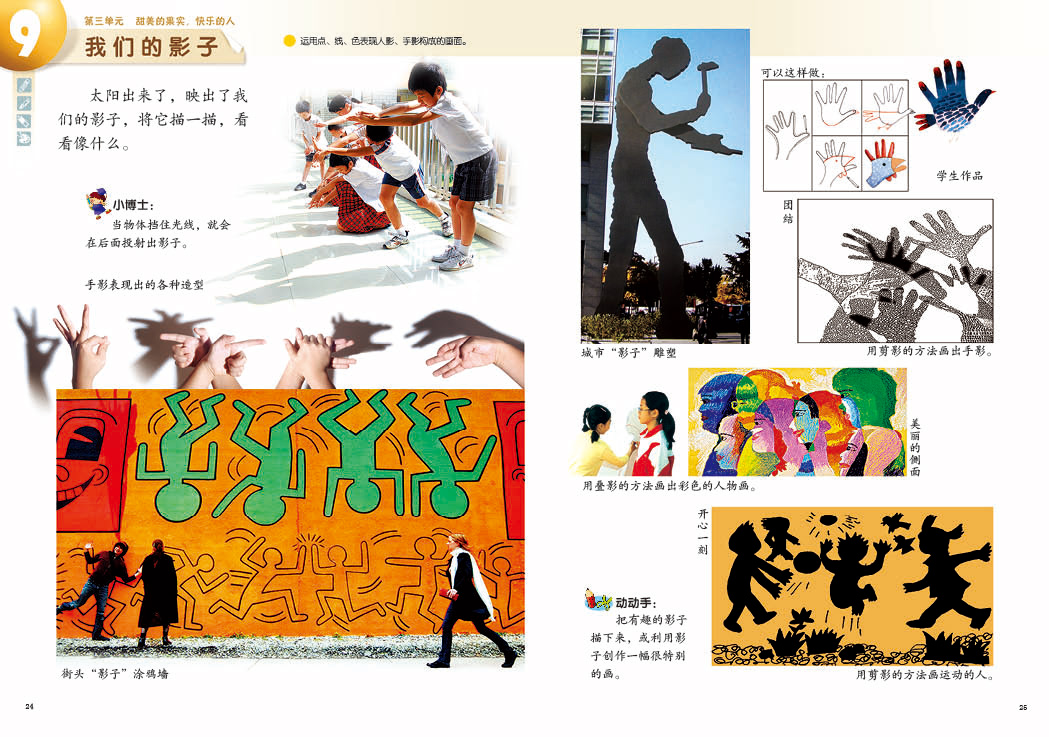 9
第三单元 甜美的果实，快乐的人
我们的影子
运用点、线、色表现人影、手影构成的画面。
太阳出来了，映出了我
们的影子，将它描一描，看
看像什么。
小博士：
当物体挡住光线，就会
在后面投射出影子。
手影表现出的各种造型
街头“影子”涂鸦墙
24
城市“影子”雕塑
可以这样做：
学生作品
团结
用剪影的方法画出手影。
美丽的侧面
用叠影的方法画出彩色的人物画。
开心一刻
动动手：
把有趣的影子
描下来，或利用影
子创作一幅很特别
的画。
用剪影的方法画运动的人。
25